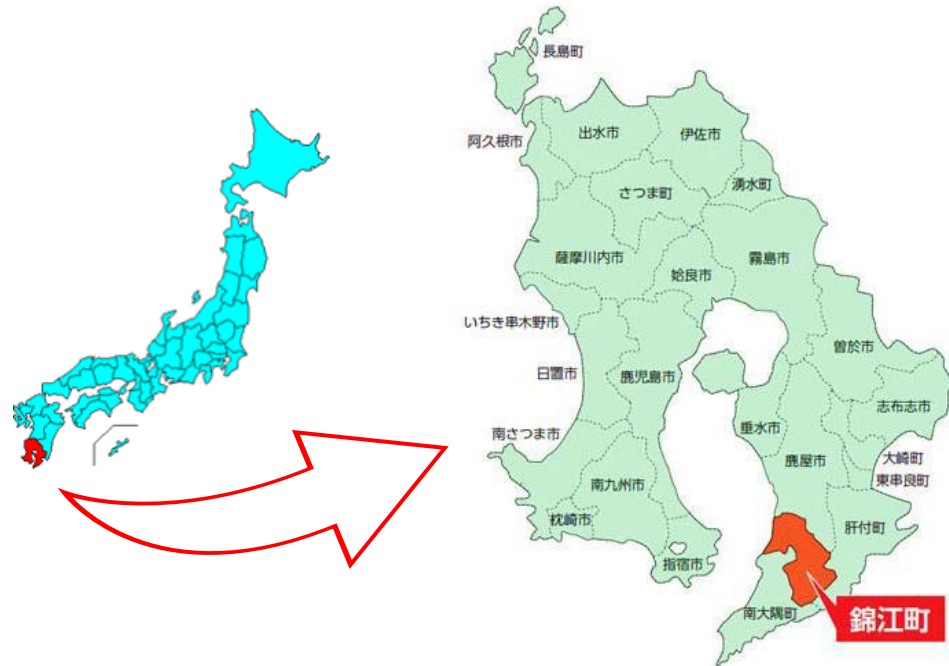 長島町
阿久根市
出水市
伊佐市
湧水町
さつま町
薩摩川内市
姶良市
霧島市
いちき串木野市
曽於市
日置市
鹿児島市
志布志市
垂水市
南さつま市
鹿屋市
大崎町
東串良町
南九州市
枕崎市
肝付町
指宿市
南大隅町
錦江町